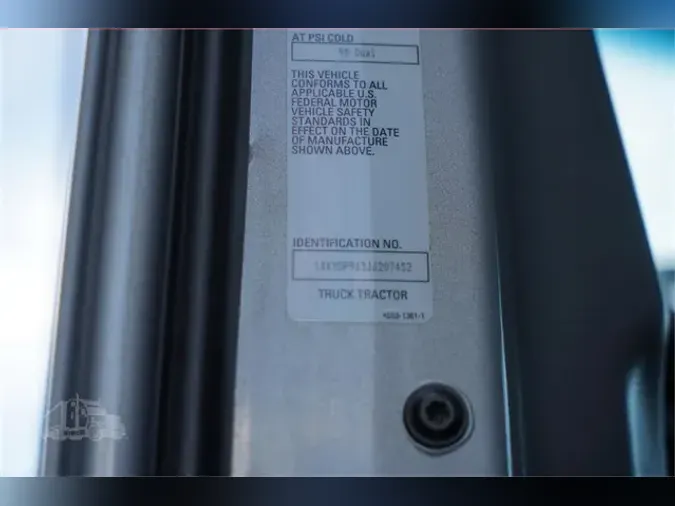 AT PSI COLD
THIS VEHICLE
CONFORMS TO ALL
APPLICABLE U.S.
FEDERAL MOTOR
VEHICLE SAFETY
STANDARDS IN
EFFECT ON THE DATE
OF MANUFACTURE
SHOWN ABOVE.
IDENTIFICATION NO.
TRUCK TRACTOR